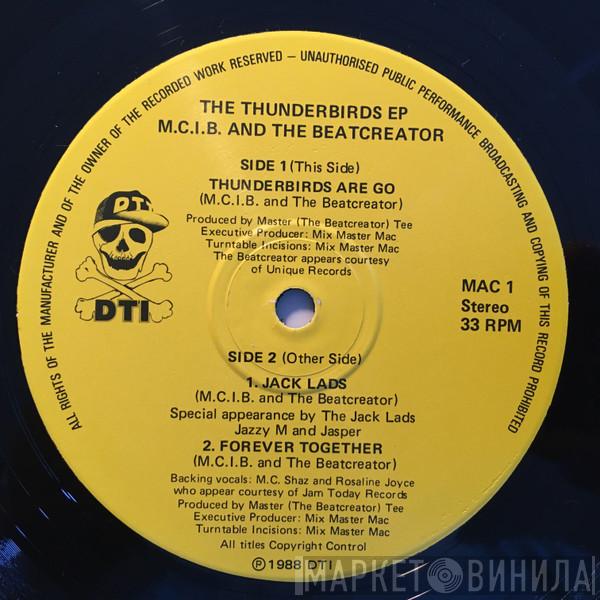 ALL RIGHTS OF THE MANUFACTURER AND OF THE OWNER OF THE RECORDED WORK RESERVED – UNAUTHORISED PUBLIC PERFORMANCE BROADCASTING AND COPYING OF THIS RECORD PROHIBITED
THE THUNDERBIRDS EP
M.C.I.B. AND THE BEATCREATOR
SIDE 1 (This Side)
THUNDERBIRDS ARE GO
(M.C.I.B. and The Beatcreator)
Produced by Master (The Beatcreator) Tee
Executive Producer: Mix Master Mac
Turntable Incisions: Mix Master Mac
The Beatcreator appears courtesy
of Unique Records
DTI
DTI
MAC 1
Stereo
33 RPM
SIDE 2 (Other Side)
1. JACK LADS
(M.C.I.B. and The Beatcreator)
Special appearance by The Jack Lads
Jazzy M and Jasper
2. FOREVER TOGETHER
(M.C.I.B. and The Beatcreator)
Backing vocals: M.C. Shaz and Rosaline Joyce
who appear courtesy of Jam Today Records
Produced by Master (The Beatcreator) Tee
Executive Producer: Mix Master Mac
Turntable Incisions: Mix Master Mac
All titles Copyright Control
Ⓟ 1988 DTI
МАРКЕТ ВИНИЛА